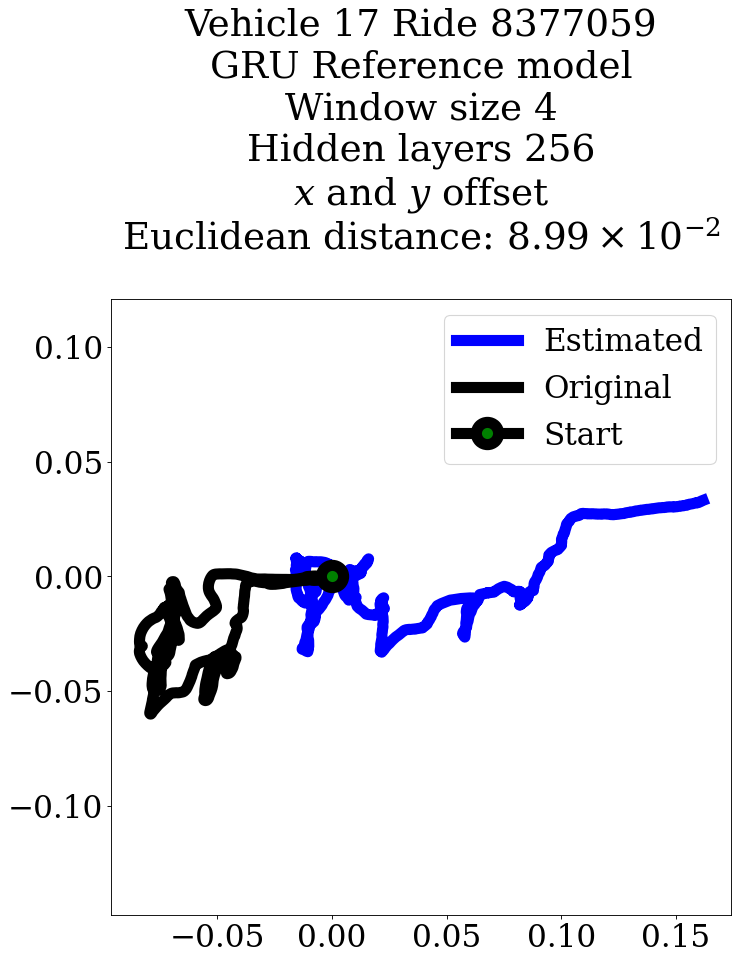 Vehicle 17 Ride 8377059
GRU Reference model
Window size 4
Hidden layers 256
x and y offset
Euclidean distance: 8.99 × 10⁻²
Estimated
Original
Start
0.10
0.05
0.00
−0.05
−0.10
−0.05 0.00 0.05 0.10 0.15